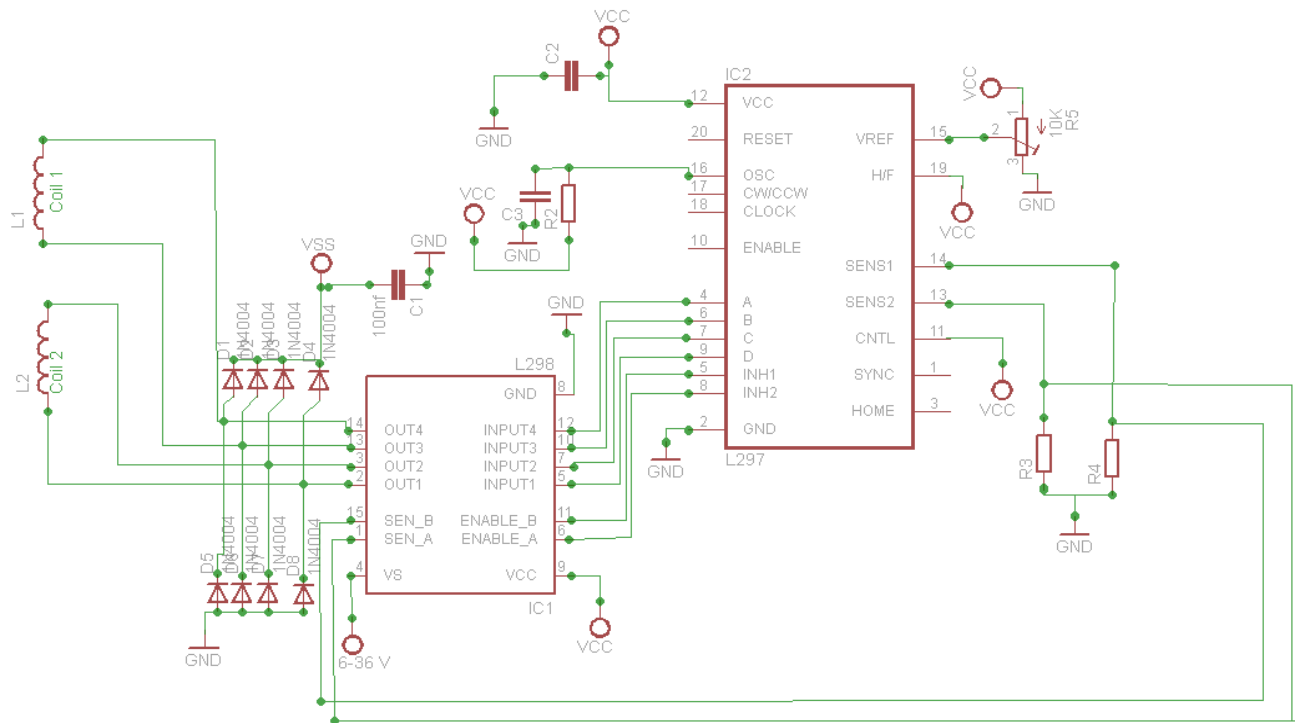 VCC
C2
GND
IC2
12 VCC
20 RESET
16 OSC
17 CW/CCW
18 CLOCK
10 ENABLE
4 A
6 B
7 C
9 D
5 INH1
8 INH2
2 GND
VREF 15
H/F 19
SENS1 14
SENS2 13
CNTL 11
SYNC 1
HOME 3
L297
VCC
1
2
3
10K
R5
GND
VCC
VCC
GND
R3
R4
GND
VCC
C3
R2
GND
L1
Coil 1
L2
Coil 2
VSS
GND
100nf
C1
D1
1N4004
D2
1N4004
D3
1N4004
D4
1N4004
GND
L298
GND 8
14 OUT4
13 OUT3
3 OUT2
2 OUT1
15 SEN_B
1 SEN_A
4 VS
INPUT4 12
INPUT3 10
INPUT2 7
INPUT1 5
ENABLE_B 11
ENABLE_A 6
VCC 9
IC1
D5
1N4004
D6
1N4004
D7
1N4004
D8
1N4004
GND
6-36 V
VCC